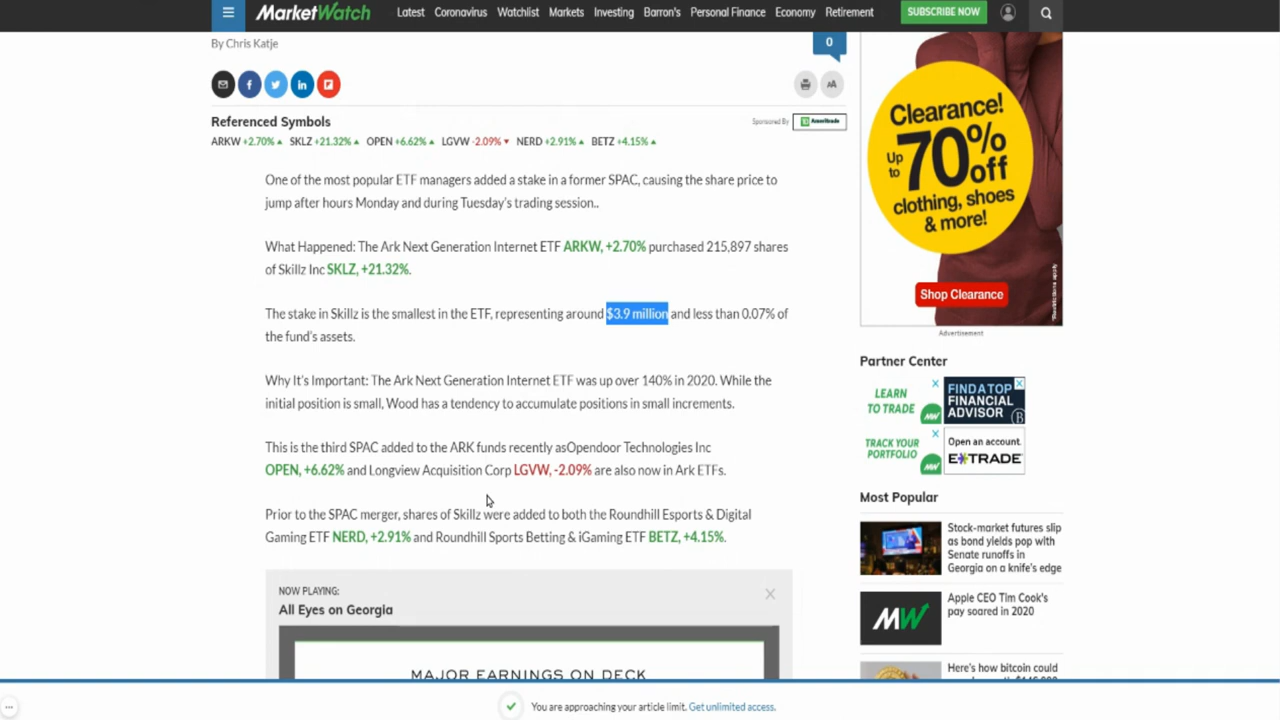 MarketWatch Latest Coronavirus Watchlist Markets Investing Barron's Personal Finance Economy Retirement SUBSCRIBE NOW
By Chris Katje
0
AA
Referenced Symbols
Sponsored By
Ameritrade
ARKW +2.70% SKLZ +21.32% OPEN +6.62% LGVW -2.09% NERD +2.91% BETZ +4.15%
One of the most popular ETF managers added a stake in a former SPAC, causing the share price to
jump after hours Monday and during Tuesday's trading session..
What Happened: The Ark Next Generation Internet ETF ARKW, +2.70% purchased 215,897 shares
of Skillz Inc SKLZ, +21.32%.
The stake in Skillz is the smallest in the ETF, representing around $3.9 million and less than 0.07% of
the fund's assets.
Why It's Important: The Ark Next Generation Internet ETF was up over 140% in 2020. While the
initial position is small, Wood has a tendency to accumulate positions in small increments.
This is the third SPAC added to the ARK funds recently asOpendoor Technologies Inc
OPEN, +6.62% and Longview Acquisition Corp LGVW, -2.09% are also now in Ark ETFs.
Prior to the SPAC merger, shares of Skillz were added to both the Roundhill Esports & Digital
Gaming ETF NERD, +2.91% and Roundhill Sports Betting & iGaming ETF BETZ, +4.15%.
NOW PLAYING:
All Eyes on Georgia
MAJOR EARNINGS ON DECK
Clearance!
Up to 70% off
clothing, shoes
& more!
Shop Clearance
Advertisement
Partner Center
LEARN
TO TRADE
MW
FIND A TOP
FINANCIAL
ADVISOR
B
TRACK YOUR
PORTFOLIO
MW
Open an account.
E*TRADE
Most Popular
Stock-market futures slip
as bond yields pop with
Senate runoffs in
Georgia on a knife's edge
MW
Apple CEO Tim Cook's
pay soared in 2020
Here's how bitcoin could
You are approaching your article limit. Get unlimited access.